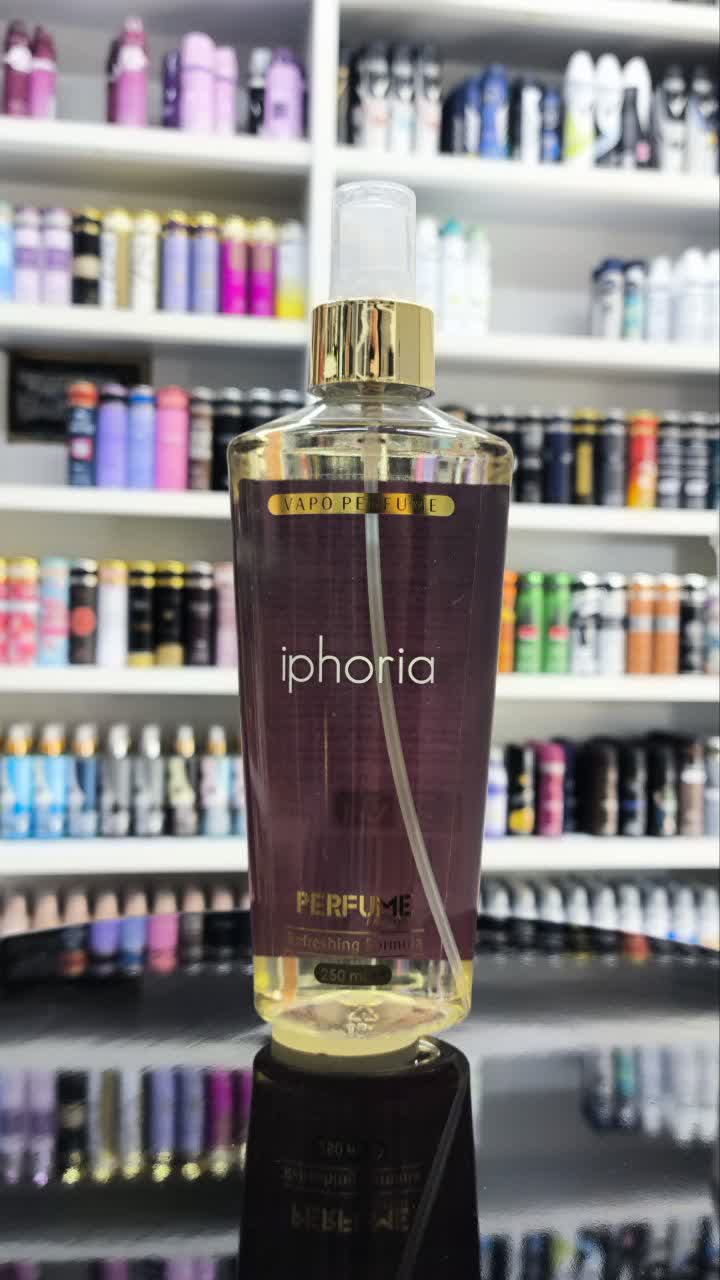 VAPO PERFUME
iphoria
PERFUME
Refreshing Formula
250 ml